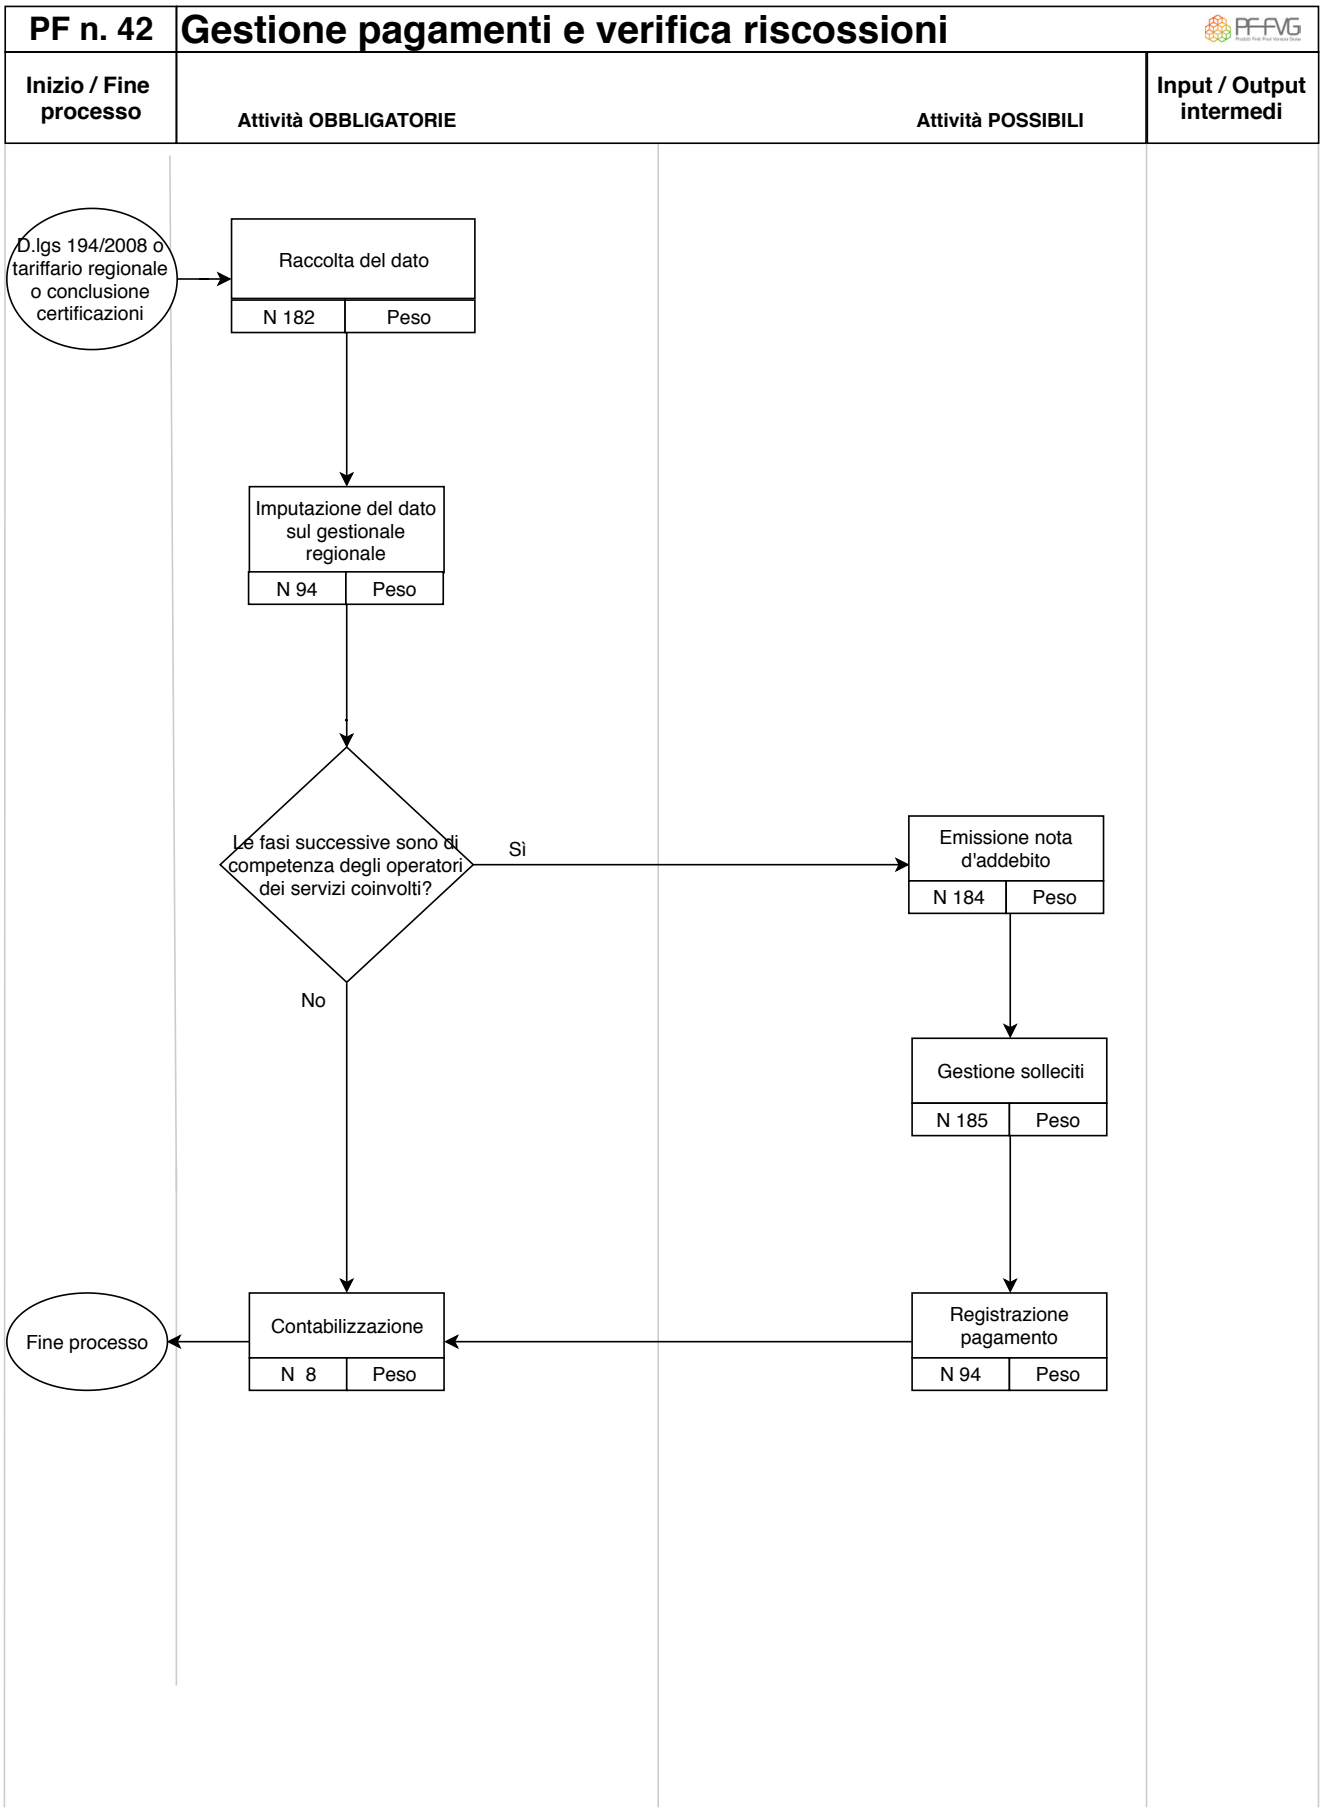 PF n. 42
Gestione pagamenti e verifica riscossioni
PF-FVG
Inizio / Fine
processo
Attività OBBLIGATORIE
Attività POSSIBILI
Input / Output
intermedi
D.lgs 194/2008 o
tariffario regionale
o conclusione
certificazioni
Raccolta del dato
N 182
Peso
Imputazione del dato
sul gestionale
regionale
N 94
Peso
Le fasi successive sono di
competenza degli operatori
dei servizi coinvolti?
Sì
No
Emissione nota
d'addebito
N 184
Peso
Gestione solleciti
N 185
Peso
Registrazione
pagamento
N 94
Peso
Contabilizzazione
N 8
Peso
Fine processo